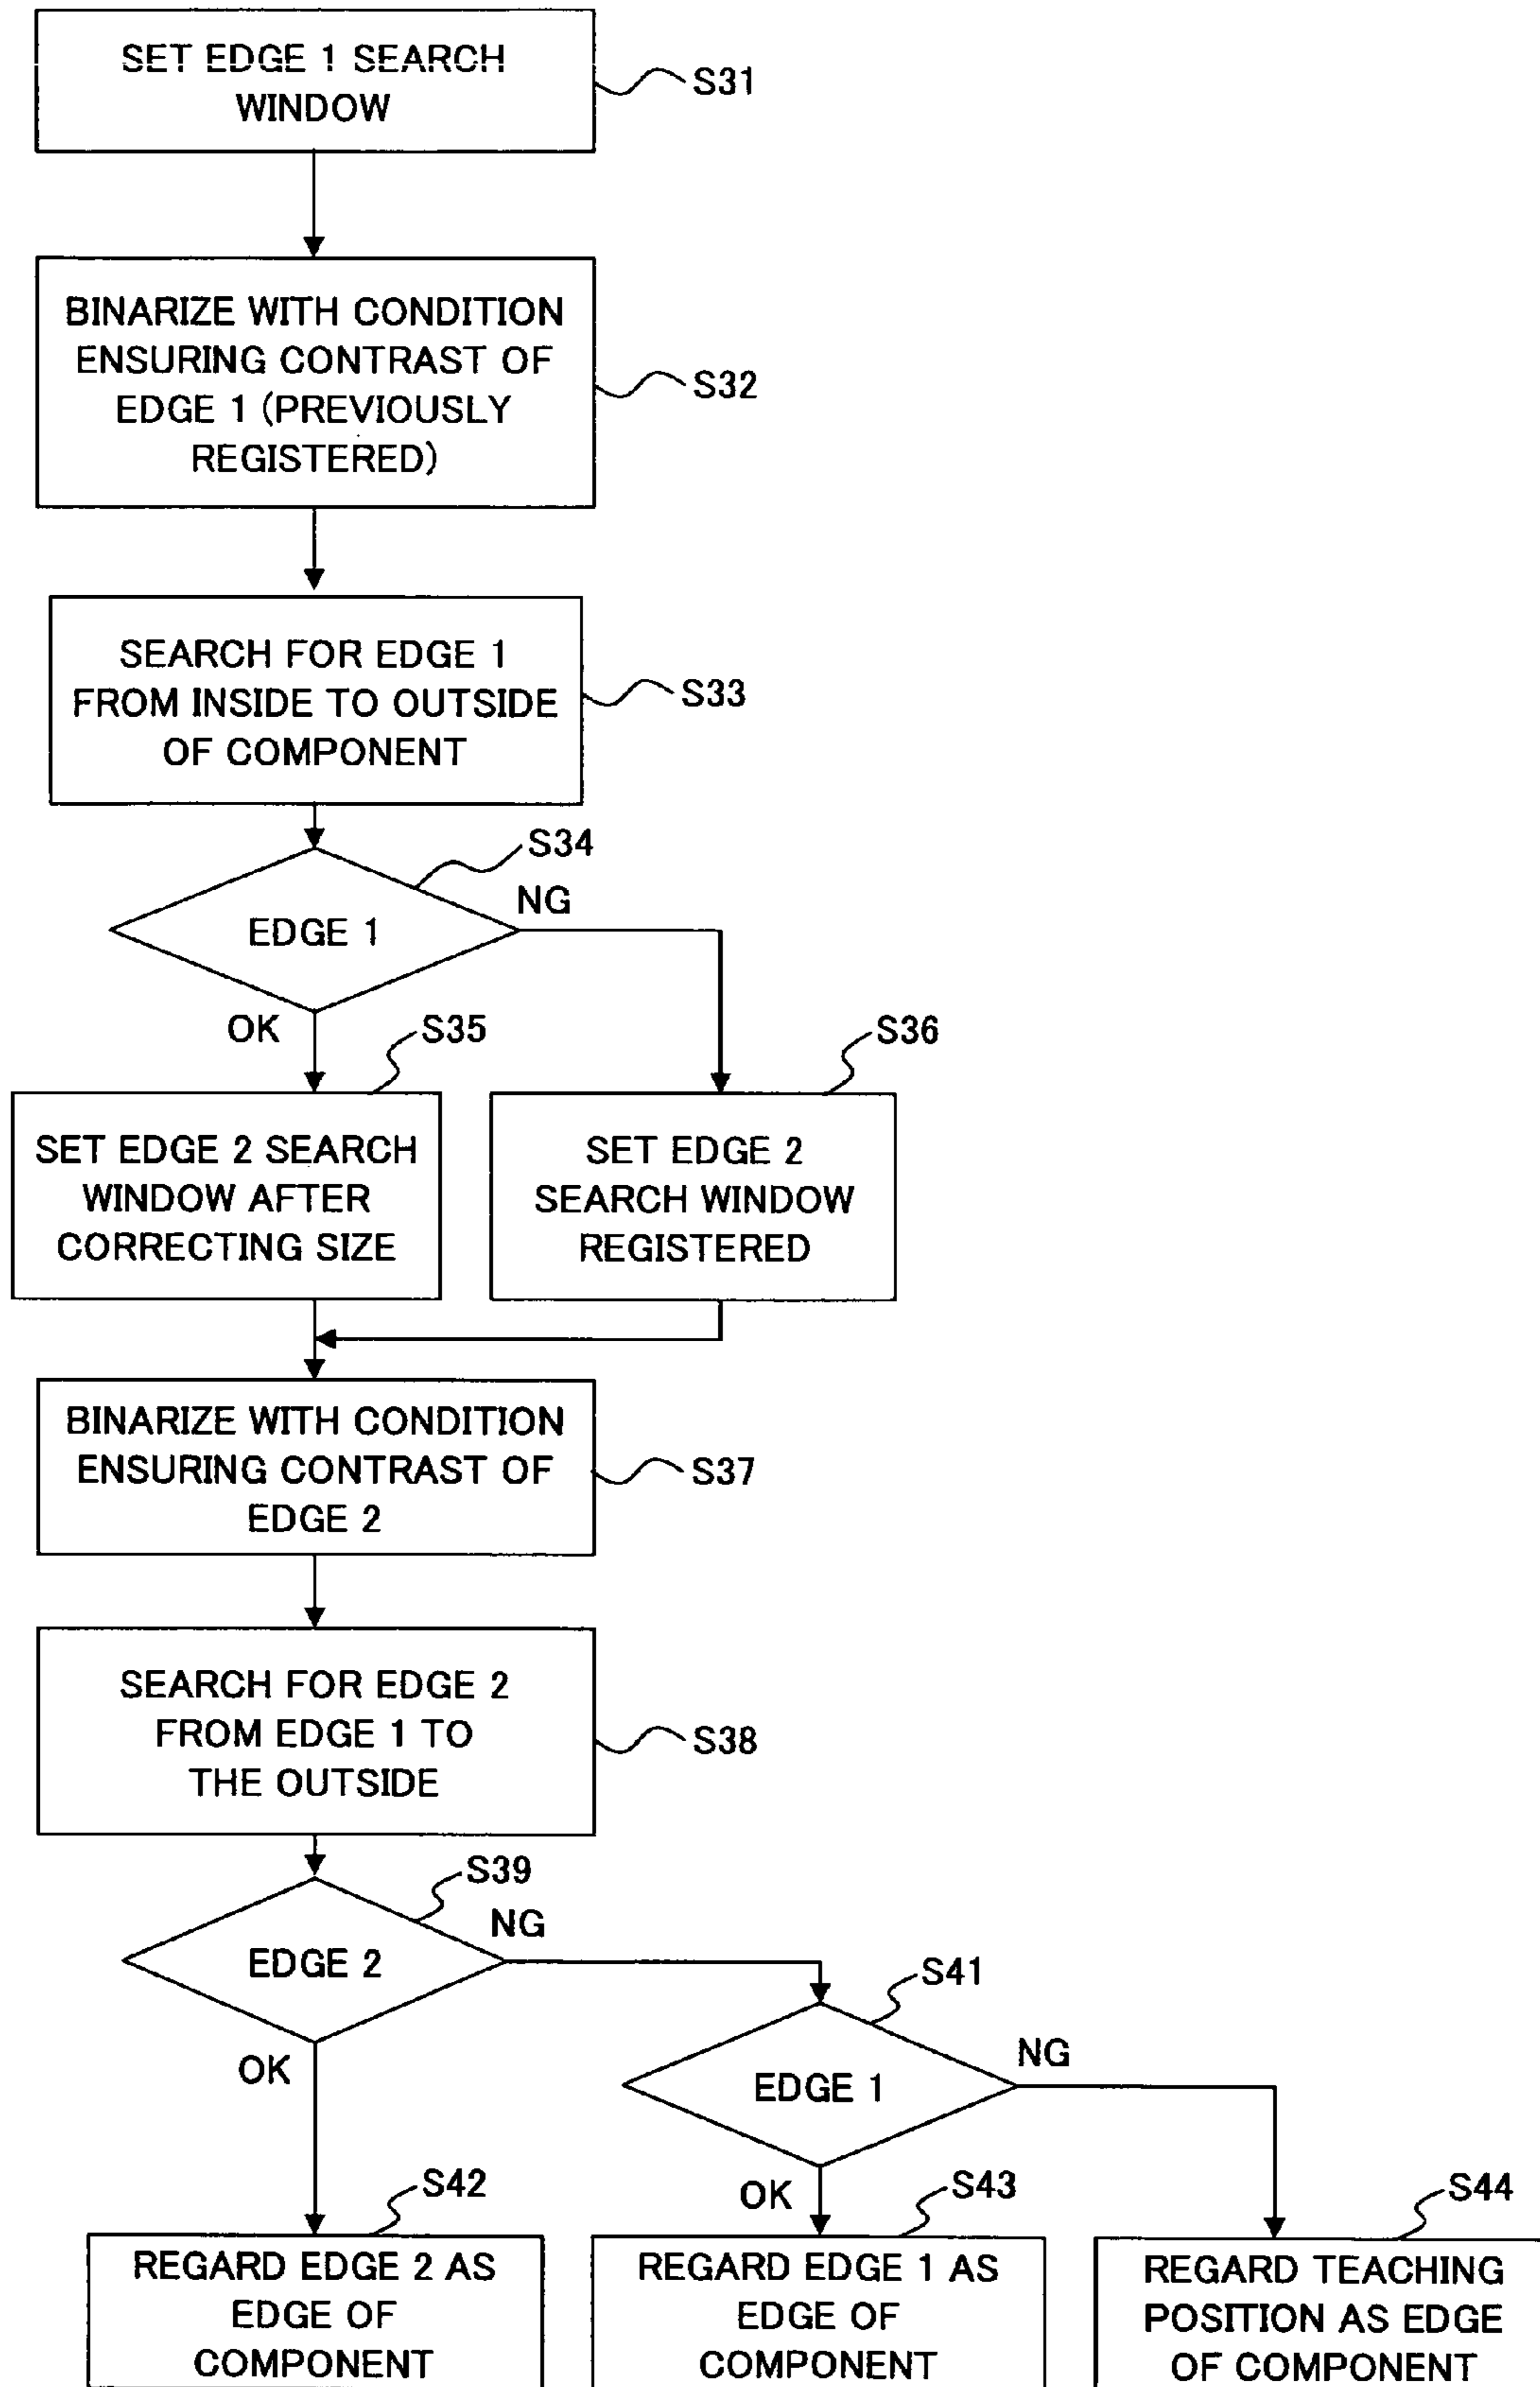 SET EDGE 1 SEARCH
WINDOW
S31
BINARIZE WITH CONDITION
ENSURING CONTRAST OF
EDGE 1 (PREVIOUSLY
REGISTERED)
S32
SEARCH FOR EDGE 1
FROM INSIDE TO OUTSIDE
OF COMPONENT
S33
S34
EDGE 1
NG
OK
S35
SET EDGE 2 SEARCH
WINDOW AFTER
CORRECTING SIZE
S36
SET EDGE 2
SEARCH WINDOW
REGISTERED
BINARIZE WITH CONDITION
ENSURING CONTRAST OF
EDGE 2
S37
SEARCH FOR EDGE 2
FROM EDGE 1 TO
THE OUTSIDE
S38
S39
EDGE 2
NG
OK
S41
EDGE 1
NG
OK
S42
REGARD EDGE 2 AS
EDGE OF
COMPONENT
S43
REGARD EDGE 1 AS
EDGE OF
COMPONENT
S44
REGARD TEACHING
POSITION AS EDGE
OF COMPONENT